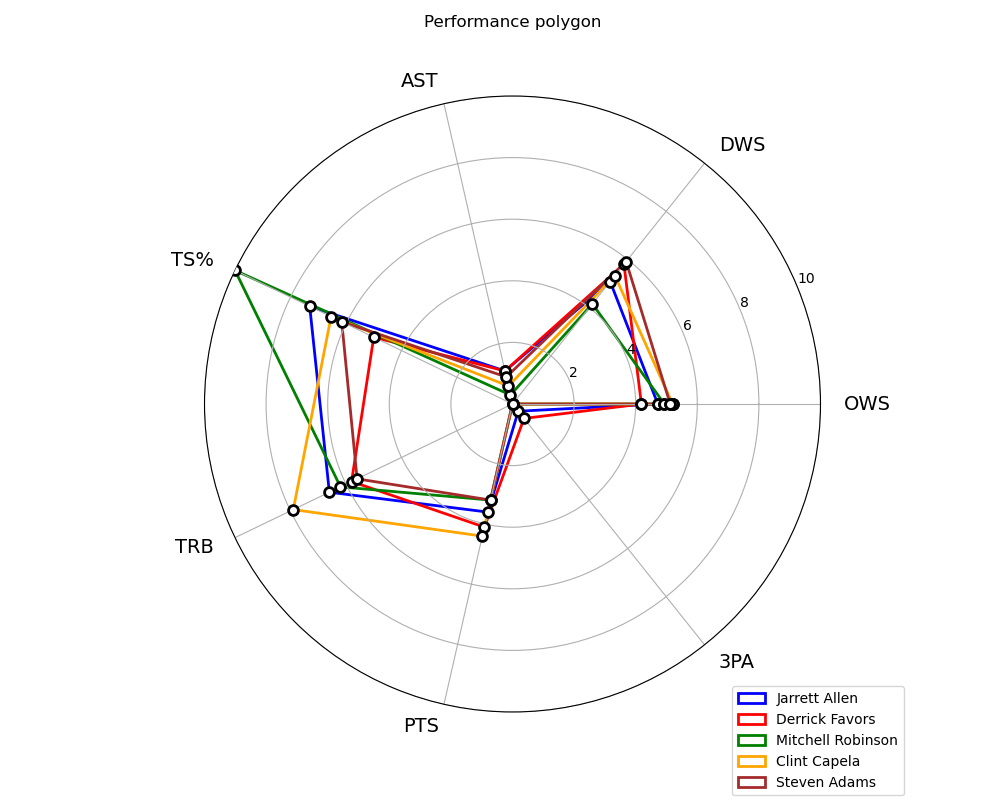 Performance polygon
AST
DWS
TS%
10
8
6
4
2
OWS
TRB
PTS
3PA
Jarrett Allen
Derrick Favors
Mitchell Robinson
Clint Capela
Steven Adams